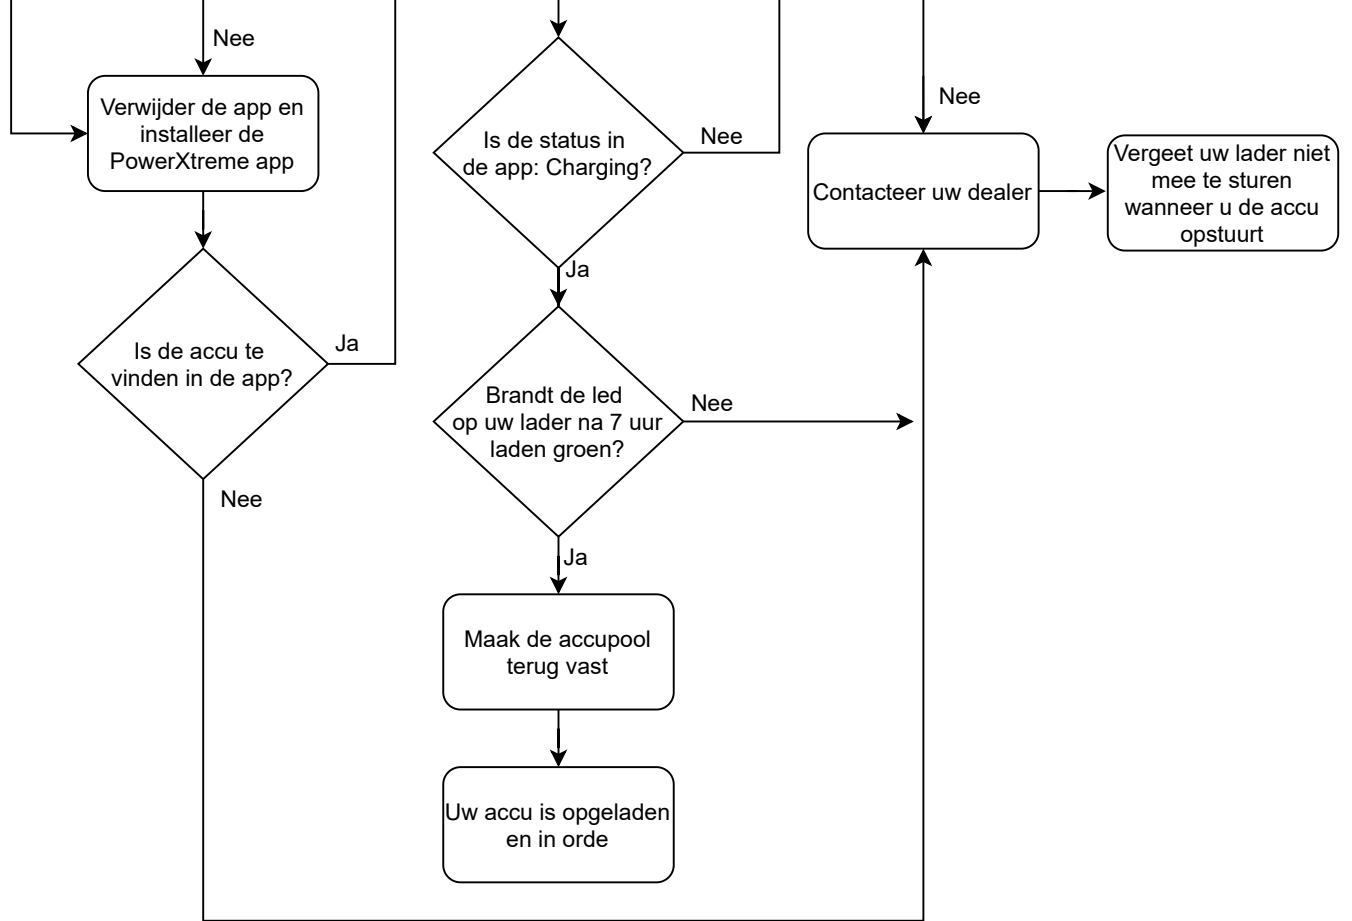 Nee
Verwijder de app en
installeer de
PowerXtreme app
Is de accu te
vinden in de app?
Ja
Nee
Is de status in
de app: Charging?
Nee
Ja
Brandt de led
op uw lader na 7 uur
laden groen?
Nee
Ja
Maak de accupool
terug vast
Uw accu is opgeladen
en in orde
Nee
Contacteer uw dealer
Vergeet uw lader niet
mee te sturen
wanneer u de accu
opstuurt